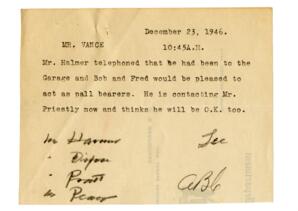 December 23, 1946.
MR. VANCE 10:45A.M.
Mr. Halmer telephoned that he had been to the
Garage and Bob and Fred would be pleased to
act as pall bearers. He is contacting Mr.
Priestly now and thinks he will be O.K. too.
Lee